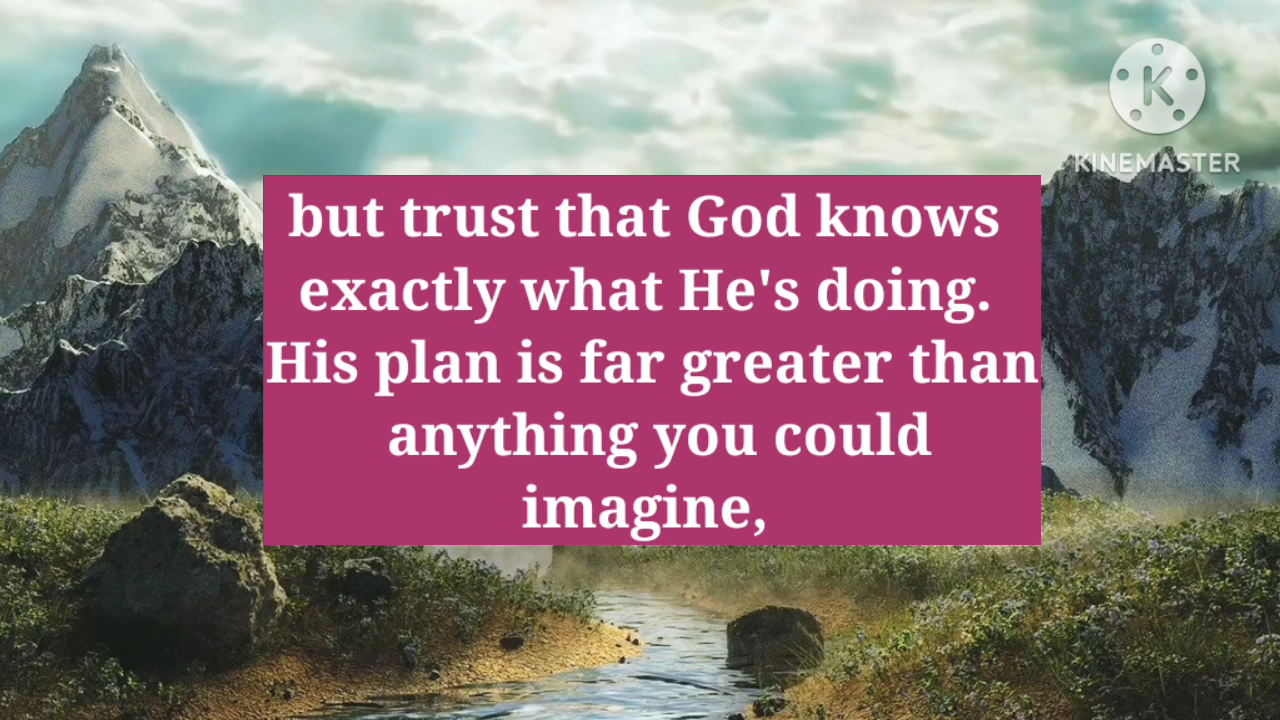 K
KINEMASTER
but trust that God knows
exactly what He's doing.
His plan is far greater than
anything you could
imagine,